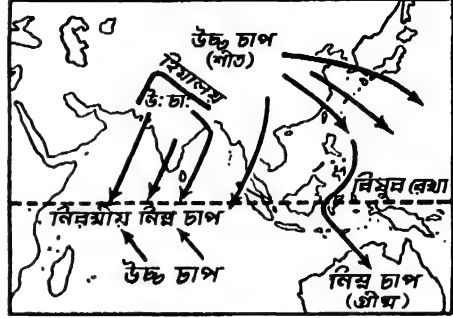 উচ্চ চাপ
(শীত)
হিমালয়
উ: চা:
বিষুব রেখা
নিরক্ষীয় নিম্ন চাপ
উচ্চ চাপ
নিম্ন চাপ
(গ্রীষ্ম)